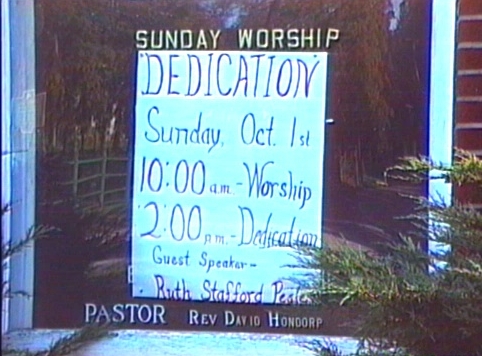 SUNDAY WORSHIP
DEDICATION
Sunday, Oct. 1st
10:00 a.m. - Worship
2:00 p.m. - Dedication
Guest Speaker -
Ruth Stafford Peale
PASTOR REV DAVID HONDORP